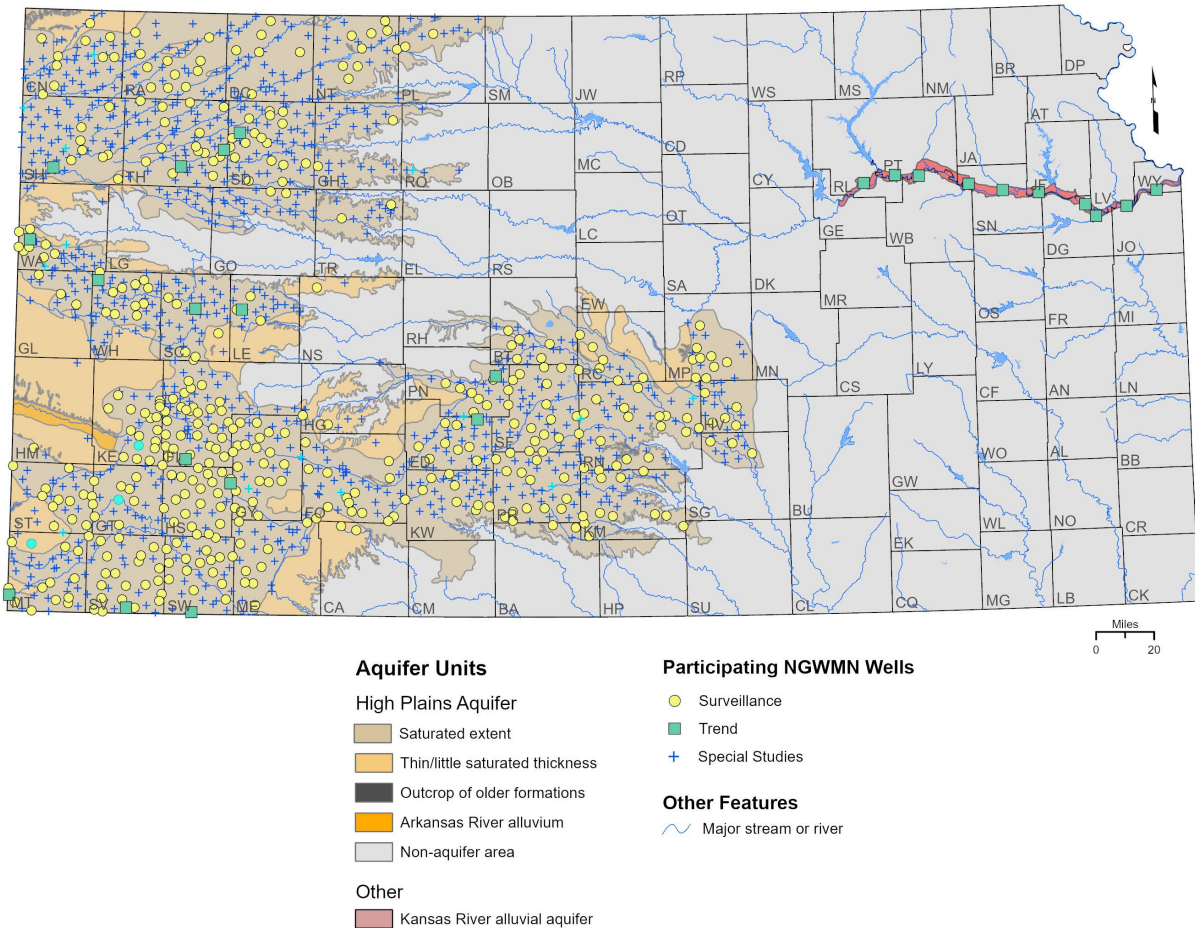 BR
DP
RP
NM
MS
WS
CN
RA
DC
NT
PL
SM
JW
AT
CD
MC
JA
PT
SH
TH
SD
GH
RO
OB
CY
RI
JF
LV
WY
OT
LC
GE
WB
SN
DG
JO
WA
LG
GO
TR
EL
RS
SA
DK
MR
EW
OS
FR
MI
GL
WH
SC
LE
NS
RH
BT
RC
MP
MN
CS
LY
CF
AN
LN
PN
HG
HV
SF
HM
KE
FI
ED
RN
WO
AL
BB
GW
ST
GT
HS
GY
FO
PR
KW
KM
SG
BU
EK
WL
NO
CR
MT
SV
SW
ME
CA
CM
BA
HP
SU
CL
CQ
MG
LB
CK
N
Miles
0 20
Aquifer Units
High Plains Aquifer
Saturated extent
Thin/little saturated thickness
Outcrop of older formations
Arkansas River alluvium
Non-aquifer area
Other
Kansas River alluvial aquifer
Participating NGWMN Wells
Surveillance
Trend
Special Studies
Other Features
Major stream or river